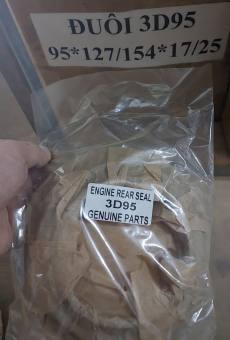 ĐUÔI 3D95
95*127/154*17/25
ENGINE REAR SEAL
3D95
GENUINE PARTS